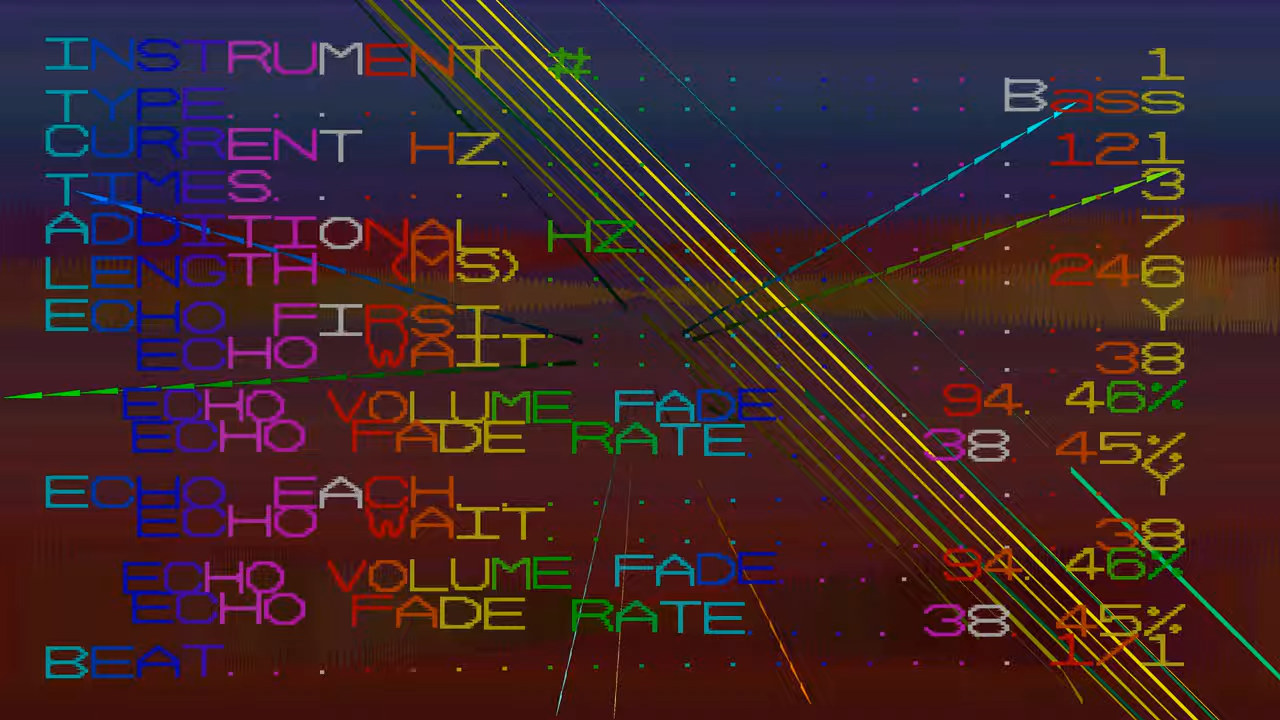 INSTRUMENT #. . . . . . . . . . . . 1
TYPE. . . . . . . . . . . . . . . . . Bass
CURRENT HZ. . . . . . . . . . . . 121
TIMES. . . . . . . . . . . . . . . . . . . . 3
ADDITIONAL HZ. . . . . . . . . . . 7
LENGTH (MS) . . . . . . . . . . . . 246
ECHO FIRST . . . . . . . . . . . . . Y
ECHO WAIT. . . . . . . . . . . . 38
ECHO VOLUME FADE. . . . . 94. 46%
ECHO FADE RATE. . . . . 38. 45%
ECHO EACH. . . . . . . . . . . . . Y
ECHO WAIT. . . . . . . . . . . . 38
ECHO VOLUME FADE. . . . . 94. 46%
ECHO FADE RATE. . . . . 38. 45%
BEAT. . . . . . . . . . . . . . . . . . 171